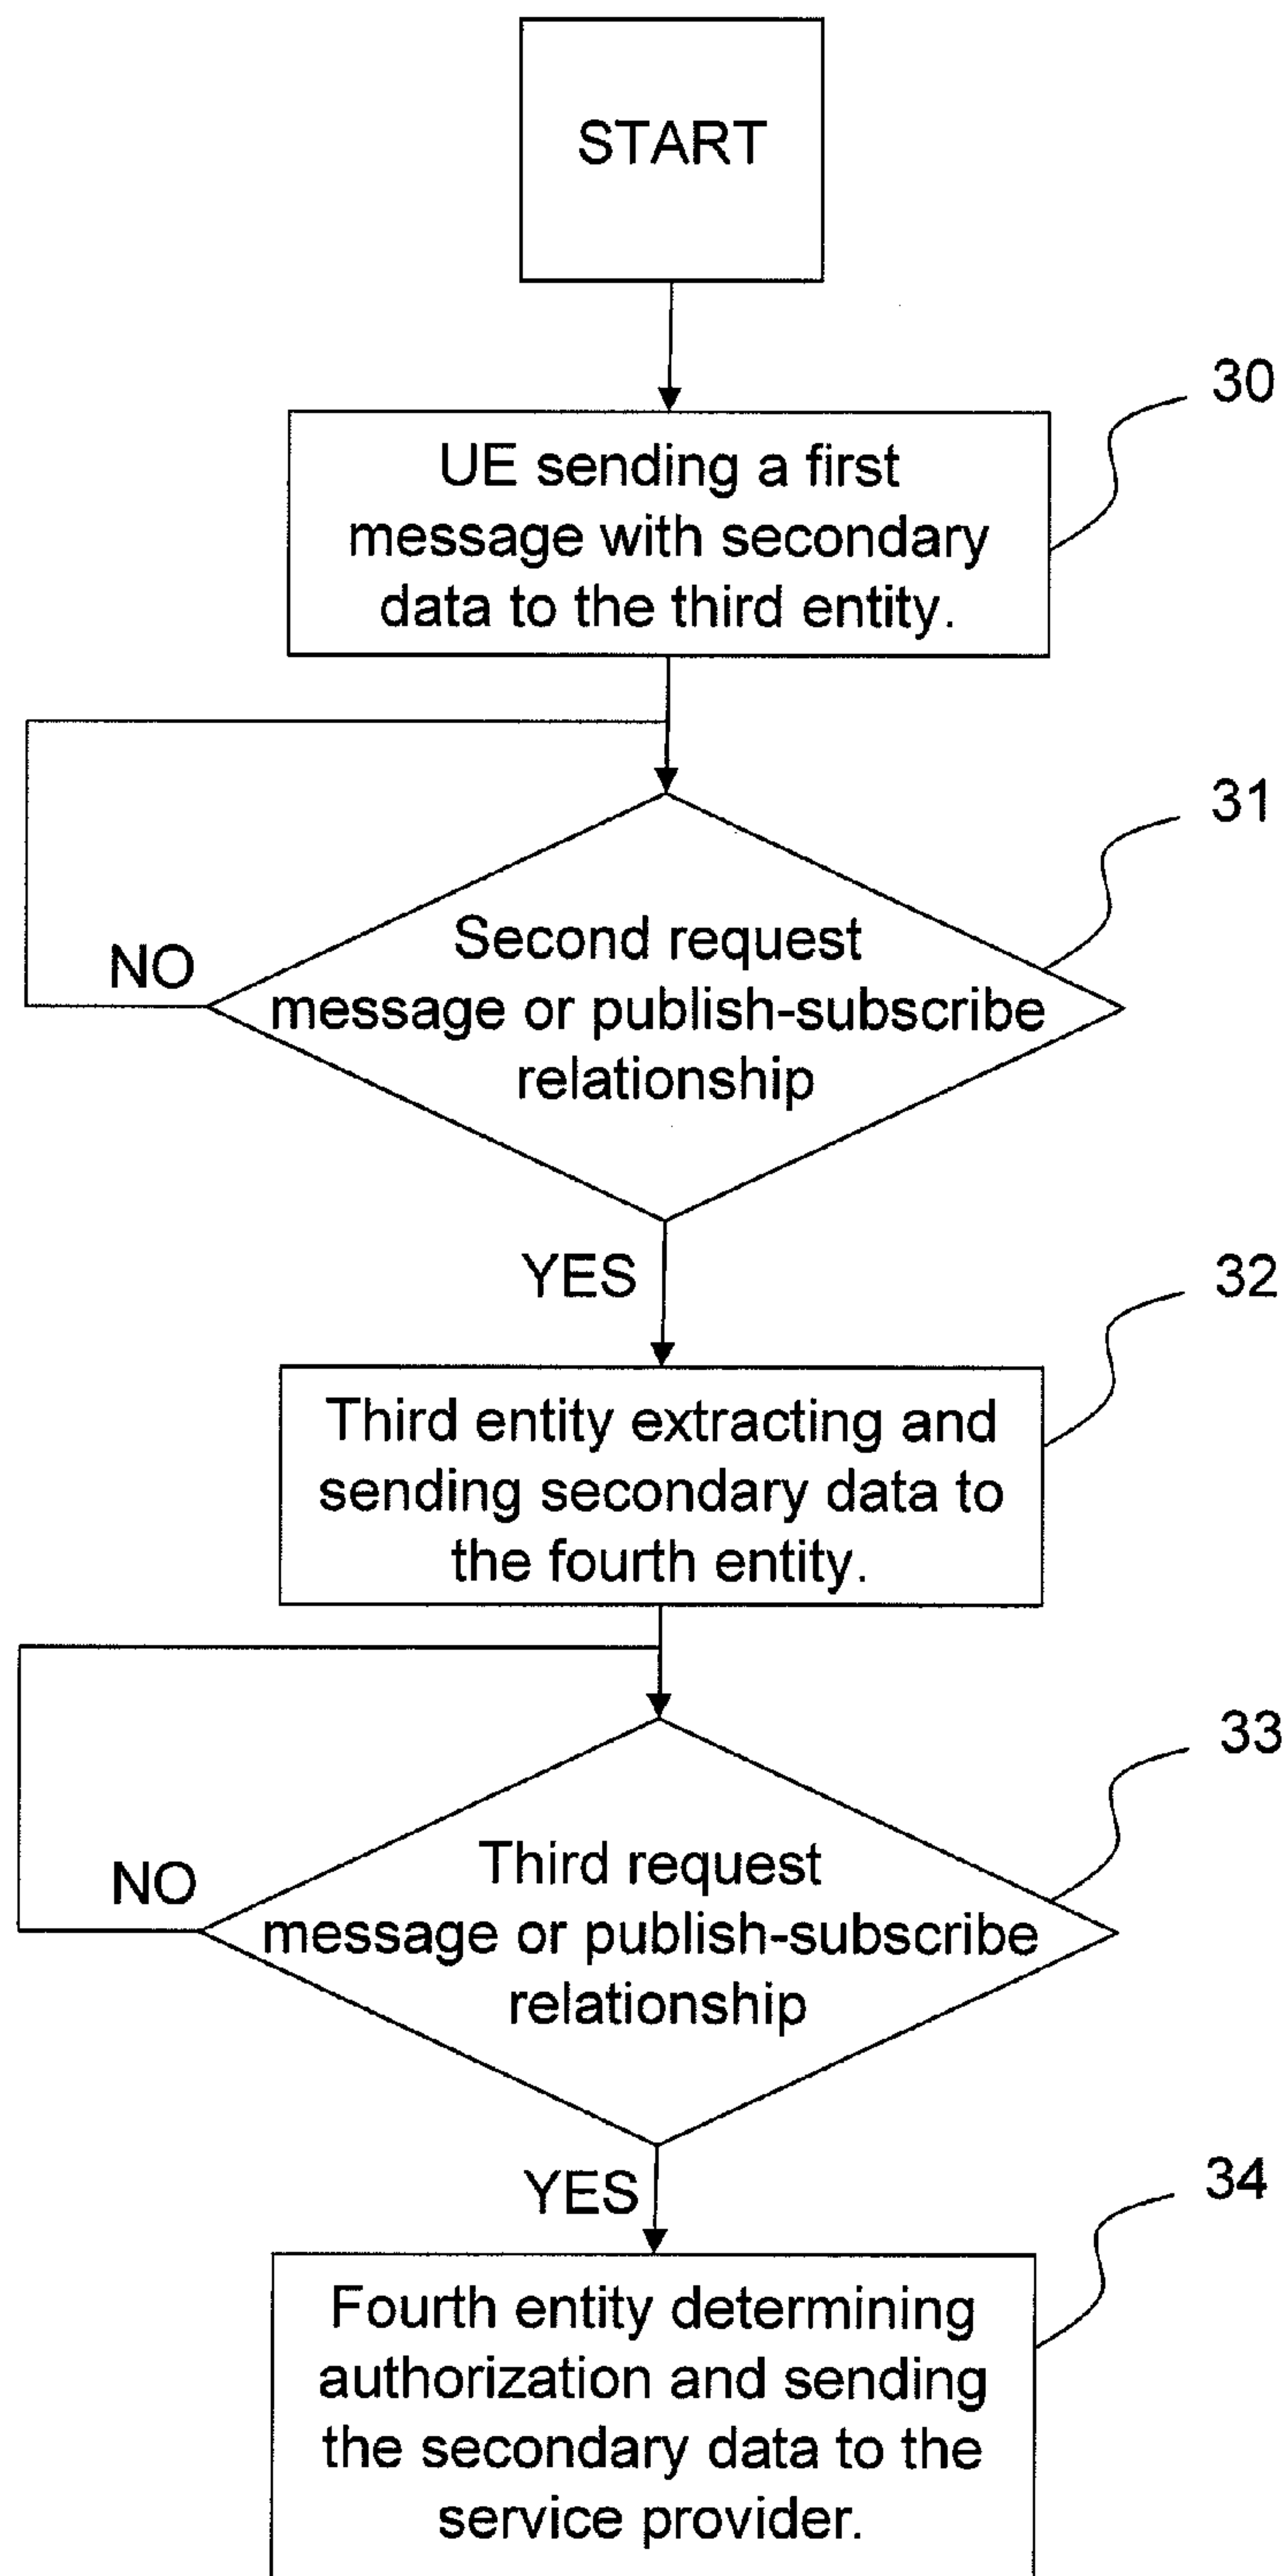 START
30
UE sending a first
message with secondary
data to the third entity.
31
Second request
message or publish-subscribe
relationship
NO
YES
32
Third entity extracting and
sending secondary data to
the fourth entity.
33
Third request
message or publish-subscribe
relationship
NO
YES
34
Fourth entity determining
authorization and sending
the secondary data to the
service provider.